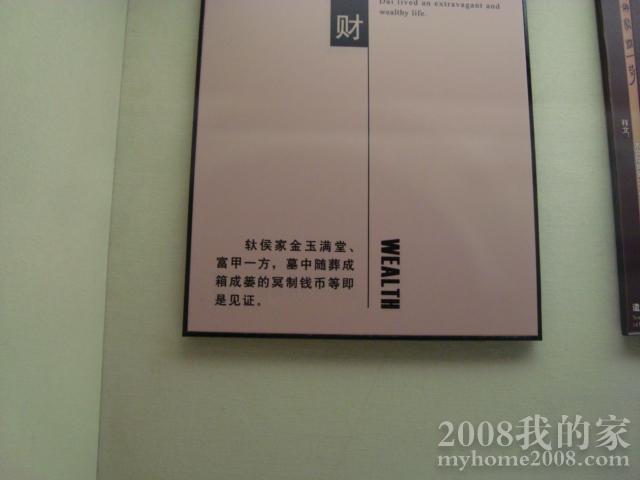 Dai lived an extravagant and
wealthy life.
财
WEALTH
轪侯家金玉满堂、
富甲一方，墓中随葬成
箱成篓的冥制钱币等即
是见证。
释文：
2008我的家
myhome2008.com